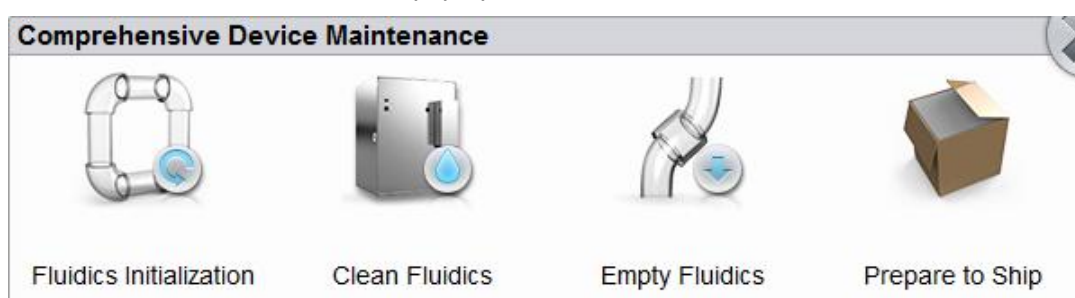 Comprehensive Device Maintenance
Fluidics Initialization
Clean Fluidics
Empty Fluidics
Prepare to Ship